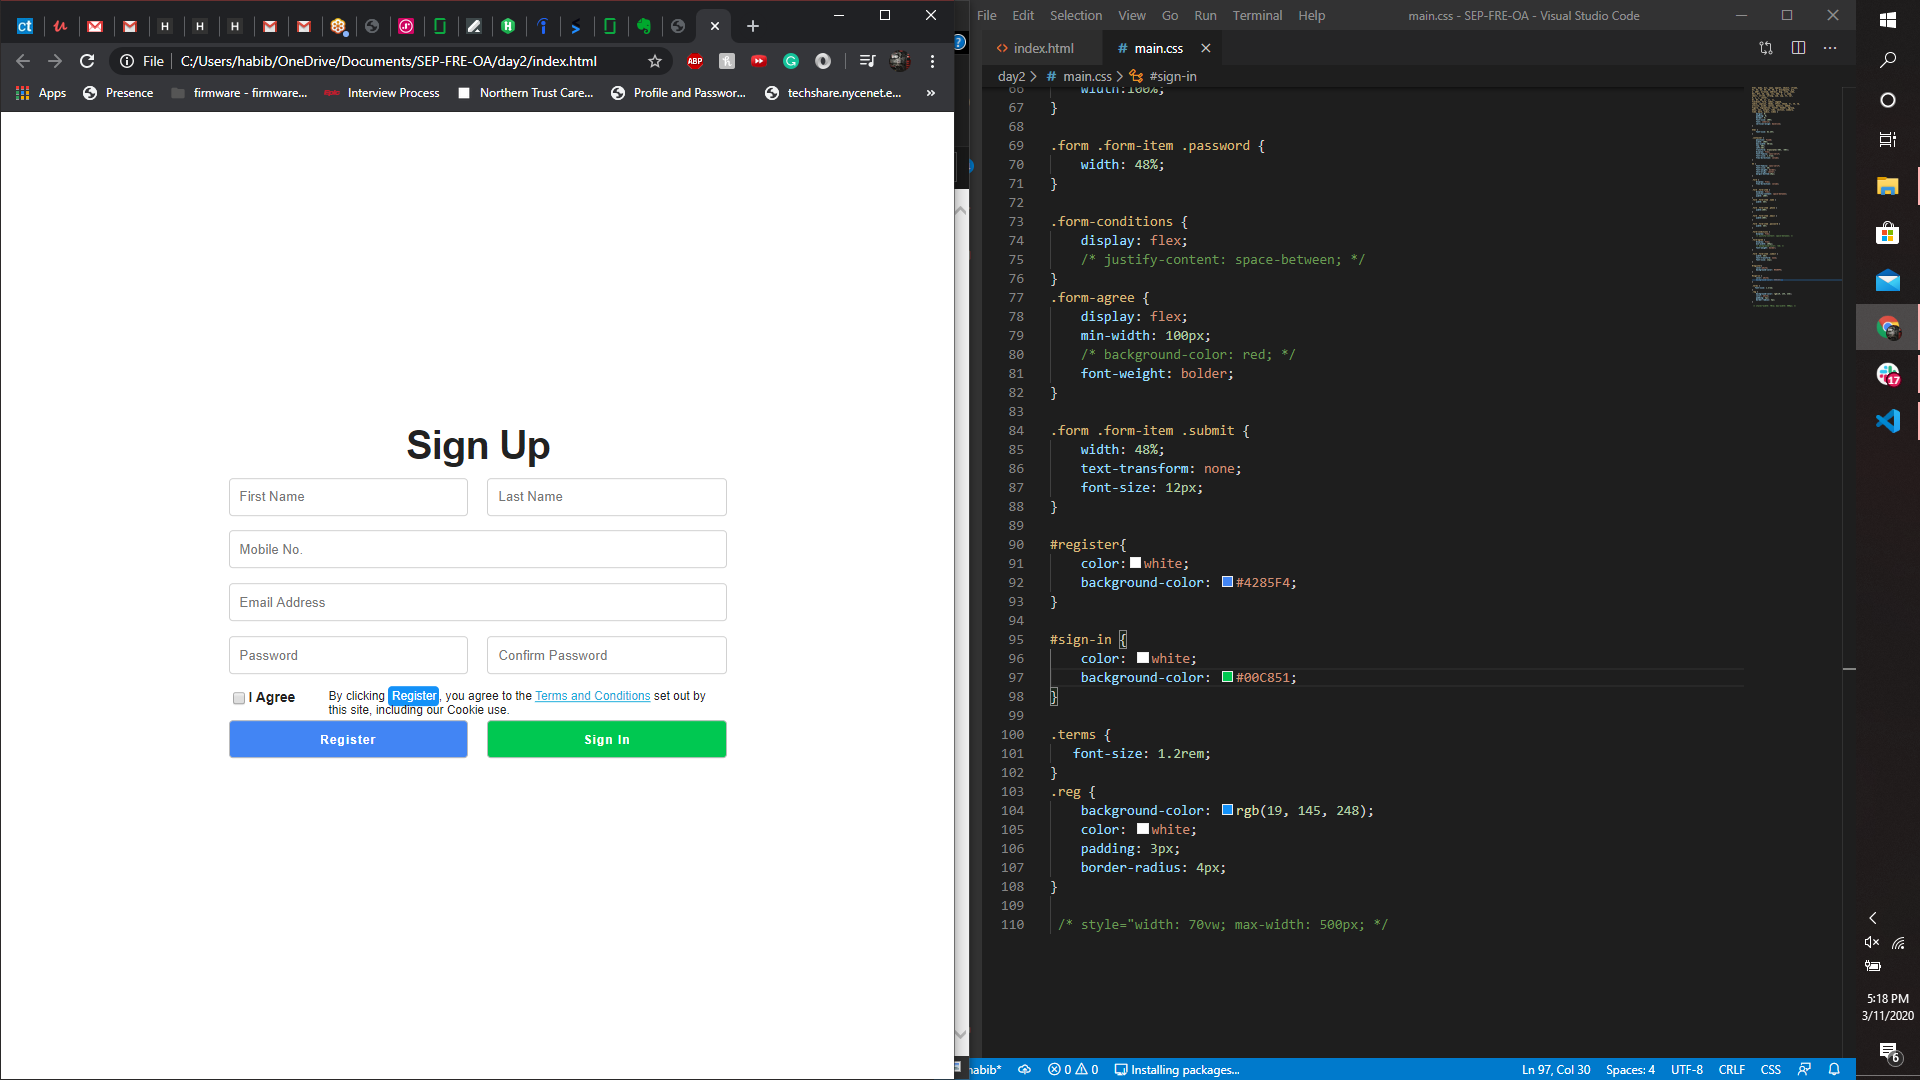 File
C:/Users/habib/OneDrive/Documents/SEP-FRE-OA/day2/index.html
Apps
Presence
firmware - firmware...
Interview Process
Northern Trust Care...
Profile and Passwor...
techshare.nycenet.e...
»
Sign Up
First Name
Last Name
Mobile No.
Email Address
Password
Confirm Password
I Agree
By clicking Register, you agree to the Terms and Conditions set out by
this site, including our Cookie use.
Register
Sign In
File Edit Selection View Go Run Terminal Help
main.css - SEP-FRE-OA - Visual Studio Code
index.html
# main.css
day2 > # main.css > #sign-in
66 width:100%;
67 }
68
69 .form .form-item .password {
70 width: 48%;
71 }
72
73 .form-conditions {
74 display: flex;
75 /* justify-content: space-between; */
76 }
77 .form-agree {
78 display: flex;
79 min-width: 100px;
80 /* background-color: red; */
81 font-weight: bolder;
82 }
83
84 .form .form-item .submit {
85 width: 48%;
86 text-transform: none;
87 font-size: 12px;
88 }
89
90 #register{
91 color: white;
92 background-color: #4285F4;
93 }
94
95 #sign-in {
96 color: white;
97 background-color: #00C851;
98 }
99
100 .terms {
101 font-size: 1.2rem;
102 }
103 .reg {
104 background-color: rgb(19, 145, 248);
105 color: white;
106 padding: 3px;
107 border-radius: 4px;
108 }
109
110 /* style="width: 70vw; max-width: 500px; */
habib* 0 0 Installing packages...
Ln 97, Col 30 Spaces: 4 UTF-8 CRLF CSS
17
5:18 PM
3/11/2020
6